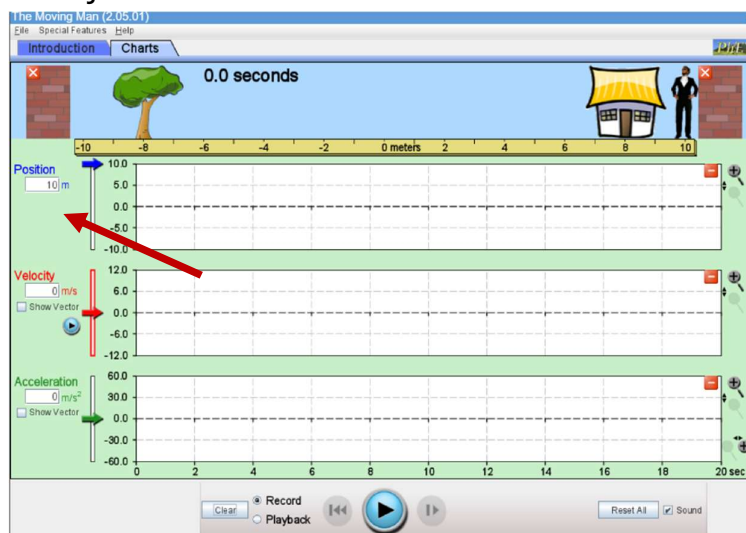 The Moving Man (2.05.01)
File Special Features Help
Introduction Charts
PhET
0.0 seconds
-10 -8 -6 -4 -2 0 meters 2 4 6 8 10
Position
10 m
10.0
5.0
0.0
-5.0
-10.0
Velocity
0 m/s
Show Vector
12.0
6.0
0.0
-6.0
-12.0
Acceleration
0 m/s²
Show Vector
60.0
30.0
0.0
-30.0
-60.0
0 2 4 6 8 10 12 14 16 18 20 sec
Clear
Record
Playback
Reset All
Sound